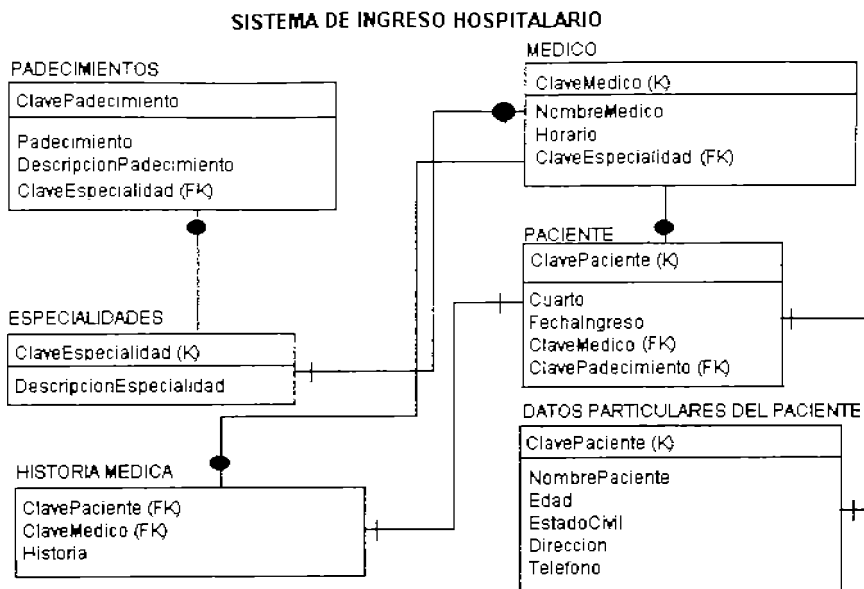 SISTEMA DE INGRESO HOSPITALARIO
PADECIMIENTOS
ClavePadecimiento
Padecimiento
DescripcionPadecimiento
ClaveEspecialidad (FK)
MEDICO
ClaveMedico (K)
NombreMedico
Horario
ClaveEspecialidad (FK)
PACIENTE
ClavePaciente (K)
Cuarto
FechaIngreso
ClaveMedico (FK)
ClavePadecimiento (FK)
ESPECIALIDADES
ClaveEspecialidad (K)
DescripcionEspecialidad
HISTORIA MEDICA
ClavePaciente (FK)
ClaveMedico (FK)
Historia
DATOS PARTICULARES DEL PACIENTE
ClavePaciente (K)
NombrePaciente
Edad
EstadoCivil
Direccion
Telefono